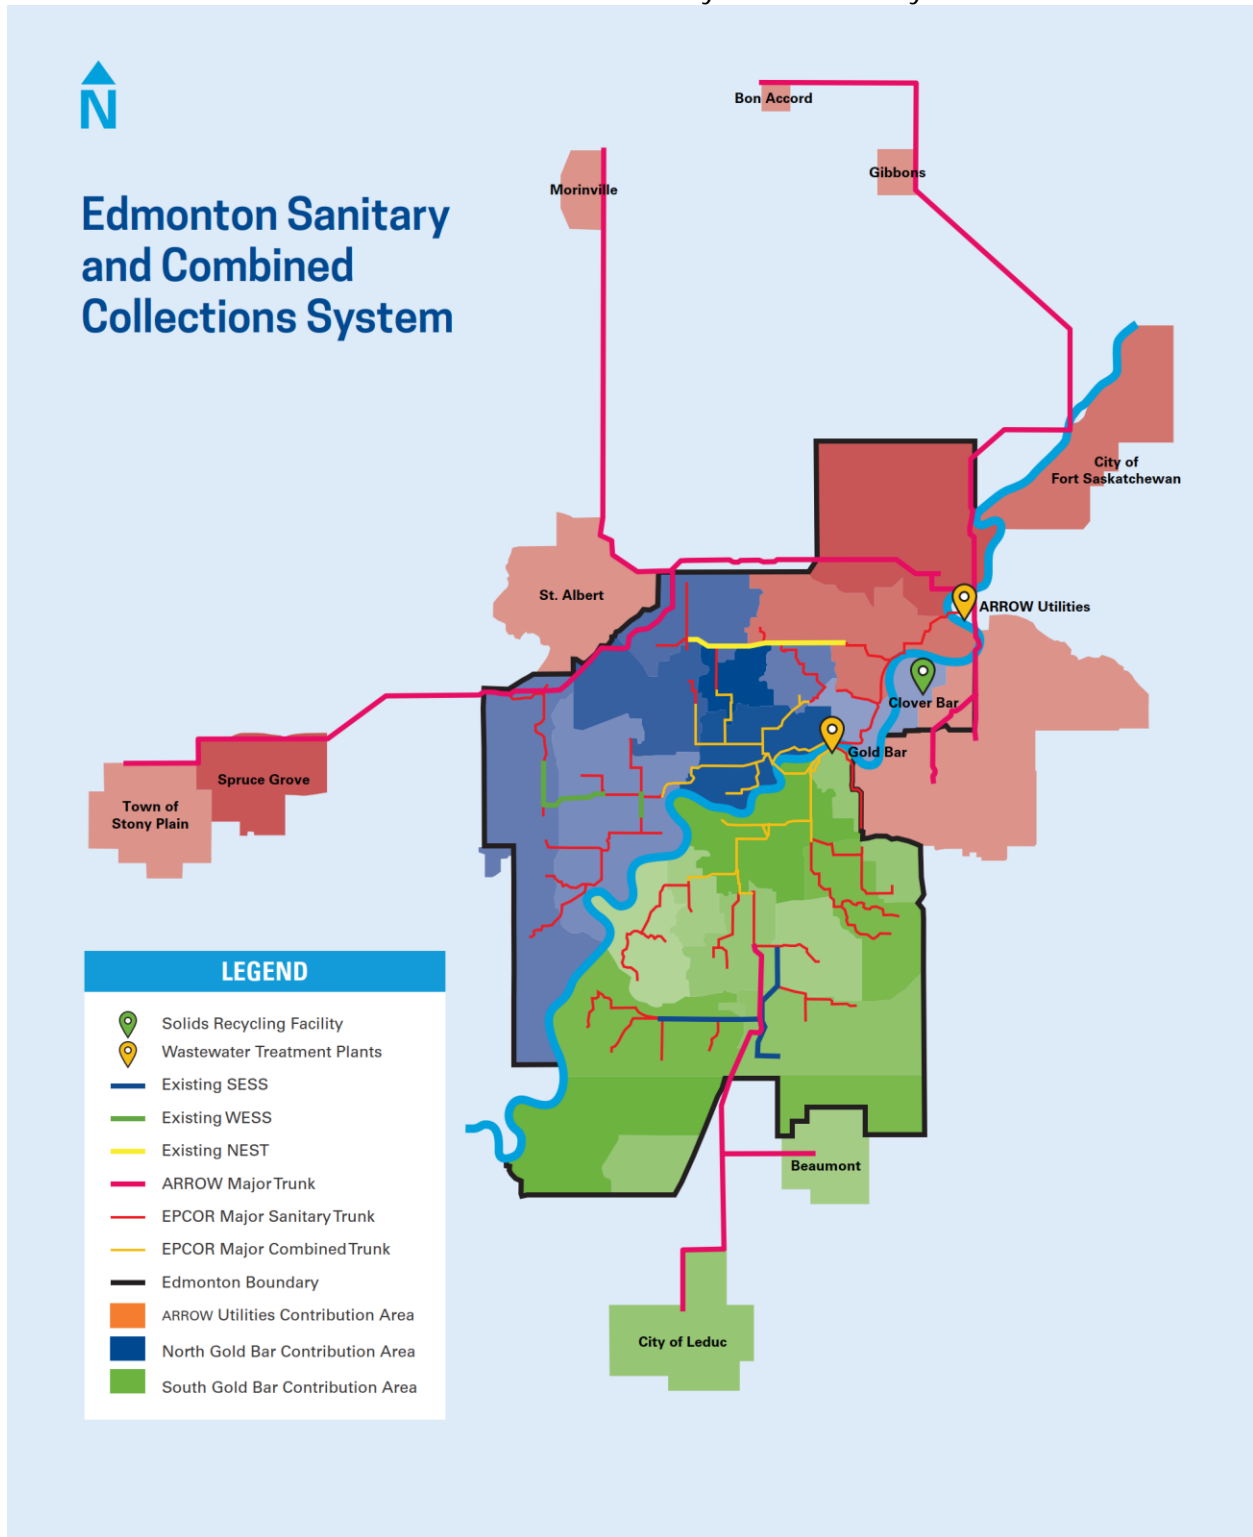 N
Edmonton Sanitary
and Combined
Collections System
Bon Accord
Gibbons
Morinville
City of
Fort Saskatchewan
St. Albert
ARROW Utilities
Clover Bar
Gold Bar
Spruce Grove
Town of
Stony Plain
Beaumont
City of Leduc
LEGEND
Solids Recycling Facility
Wastewater Treatment Plants
Existing SESS
Existing WESS
Existing NEST
ARROW Major Trunk
EPCOR Major Sanitary Trunk
EPCOR Major Combined Trunk
Edmonton Boundary
ARROW Utilities Contribution Area
North Gold Bar Contribution Area
South Gold Bar Contribution Area